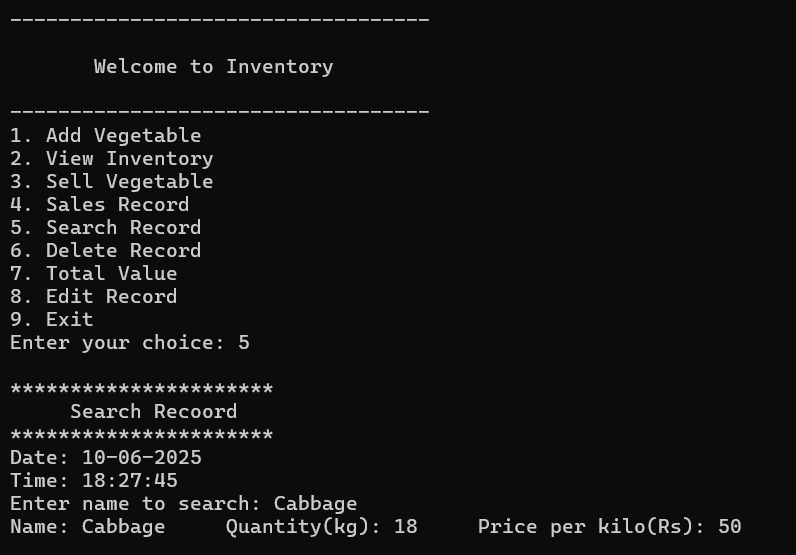 -----------------------------------
Welcome to Inventory
-----------------------------------
1. Add Vegetable
2. View Inventory
3. Sell Vegetable
4. Sales Record
5. Search Record
6. Delete Record
7. Total Value
8. Edit Record
9. Exit
Enter your choice: 5
**********************
Search Recoord
**********************
Date: 10-06-2025
Time: 18:27:45
Enter name to search: Cabbage
Name: Cabbage     Quantity(kg): 18     Price per kilo(Rs): 50